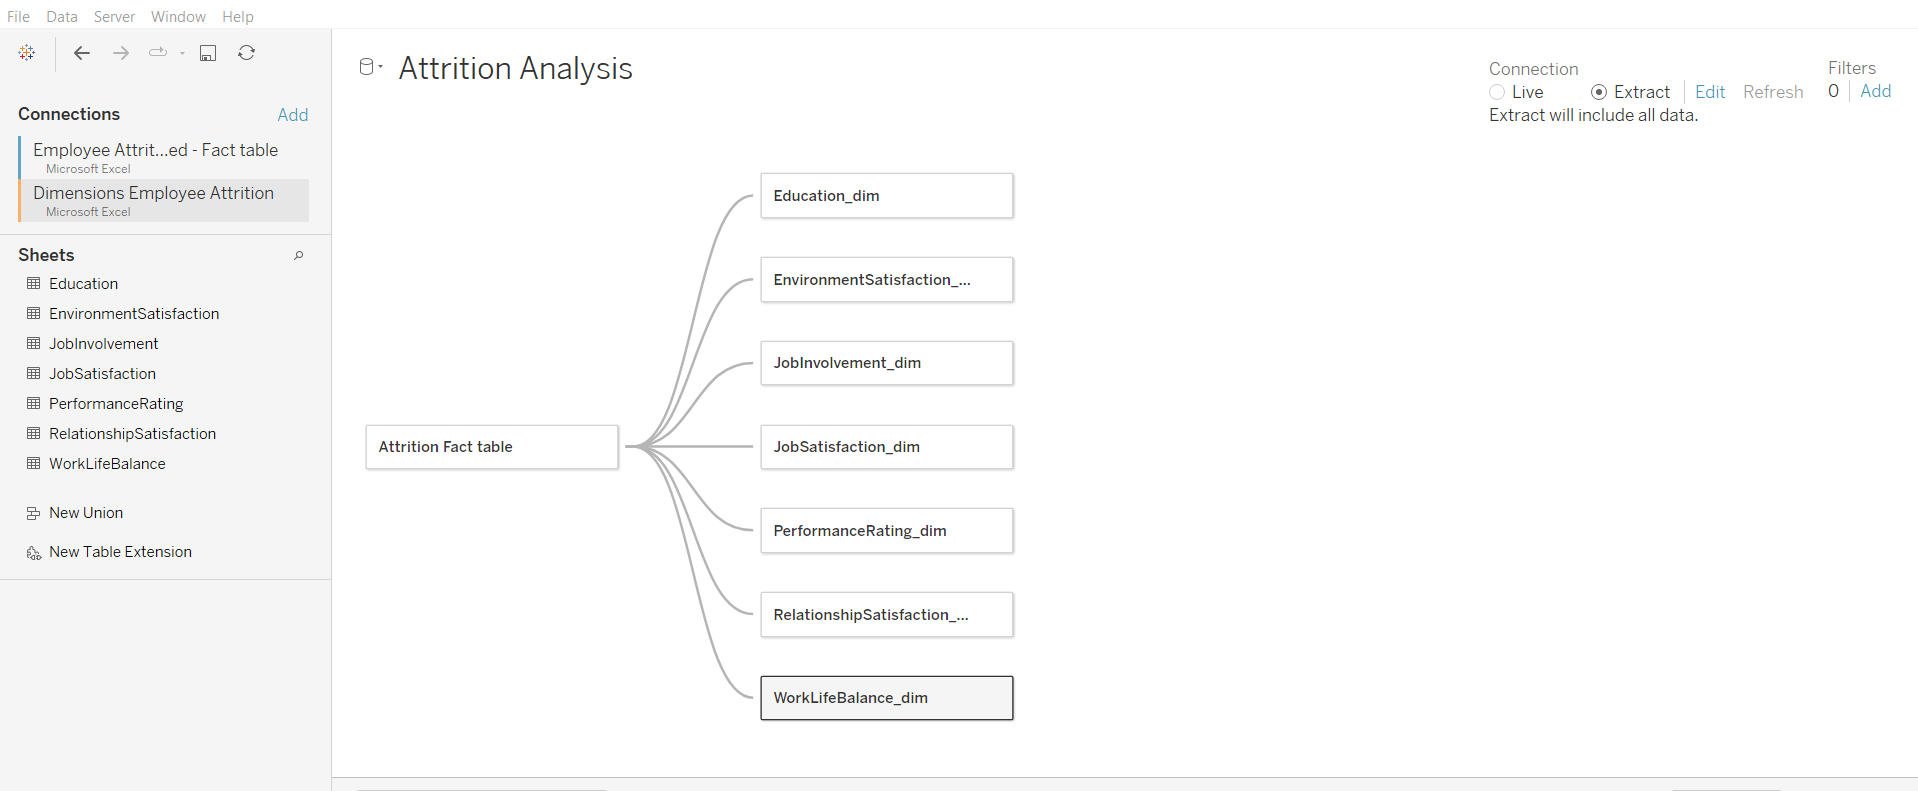 File Data Server Window Help
Attrition Analysis
Connection
Live Extract Edit Refresh
Extract will include all data.
Filters
0 Add
Connections Add
Employee Attrit...ed - Fact table
Microsoft Excel
Dimensions Employee Attrition
Microsoft Excel
Sheets
Education
EnvironmentSatisfaction
JobInvolvement
JobSatisfaction
PerformanceRating
RelationshipSatisfaction
WorkLifeBalance
New Union
New Table Extension
Attrition Fact table
Education_dim
EnvironmentSatisfaction_...
JobInvolvement_dim
JobSatisfaction_dim
PerformanceRating_dim
RelationshipSatisfaction_...
WorkLifeBalance_dim